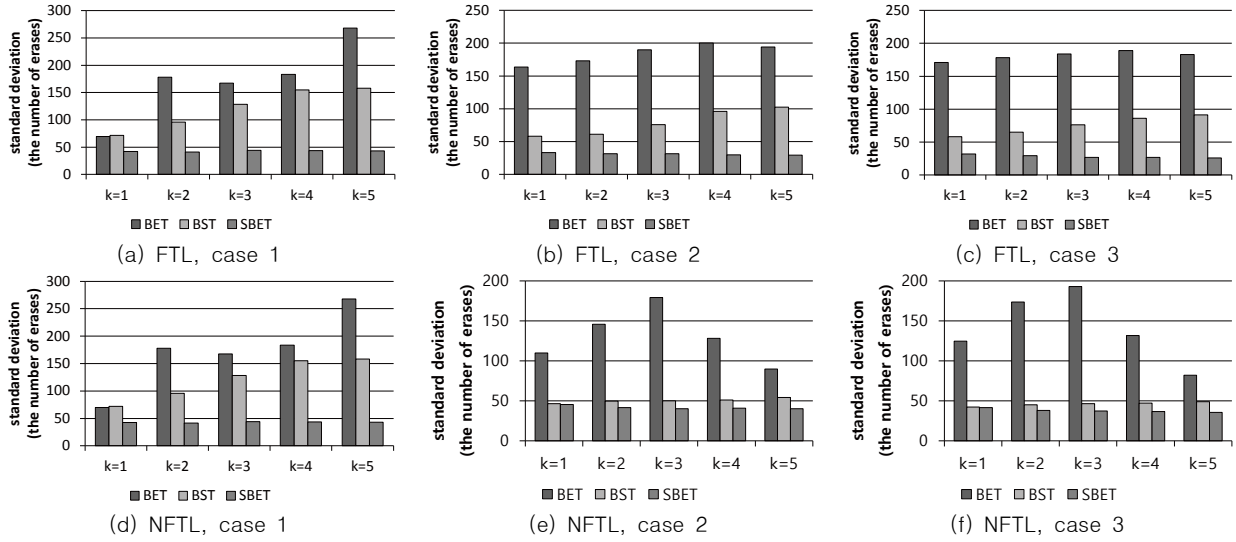 standard deviation
(the number of erases)
300
250
200
150
100
50
0
k=1 k=2 k=3 k=4 k=5
BET BST SBET
(a) FTL, case 1
standard deviation
(the number of erases)
250
200
150
100
50
0
k=1 k=2 k=3 k=4 k=5
BET BST SBET
(b) FTL, case 2
standard deviation
(the number of erases)
250
200
150
100
50
0
k=1 k=2 k=3 k=4 k=5
BET BST SBET
(c) FTL, case 3
standard deviation
(the number of erases)
300
250
200
150
100
50
0
k=1 k=2 k=3 k=4 k=5
BET BST SBET
(d) NFTL, case 1
standard deviation
(the number of erases)
200
150
100
50
0
k=1 k=2 k=3 k=4 k=5
BET BST SBET
(e) NFTL, case 2
standard deviation
(the number of erases)
200
150
100
50
0
k=1 k=2 k=3 k=4 k=5
BET BST SBET
(f) NFTL, case 3